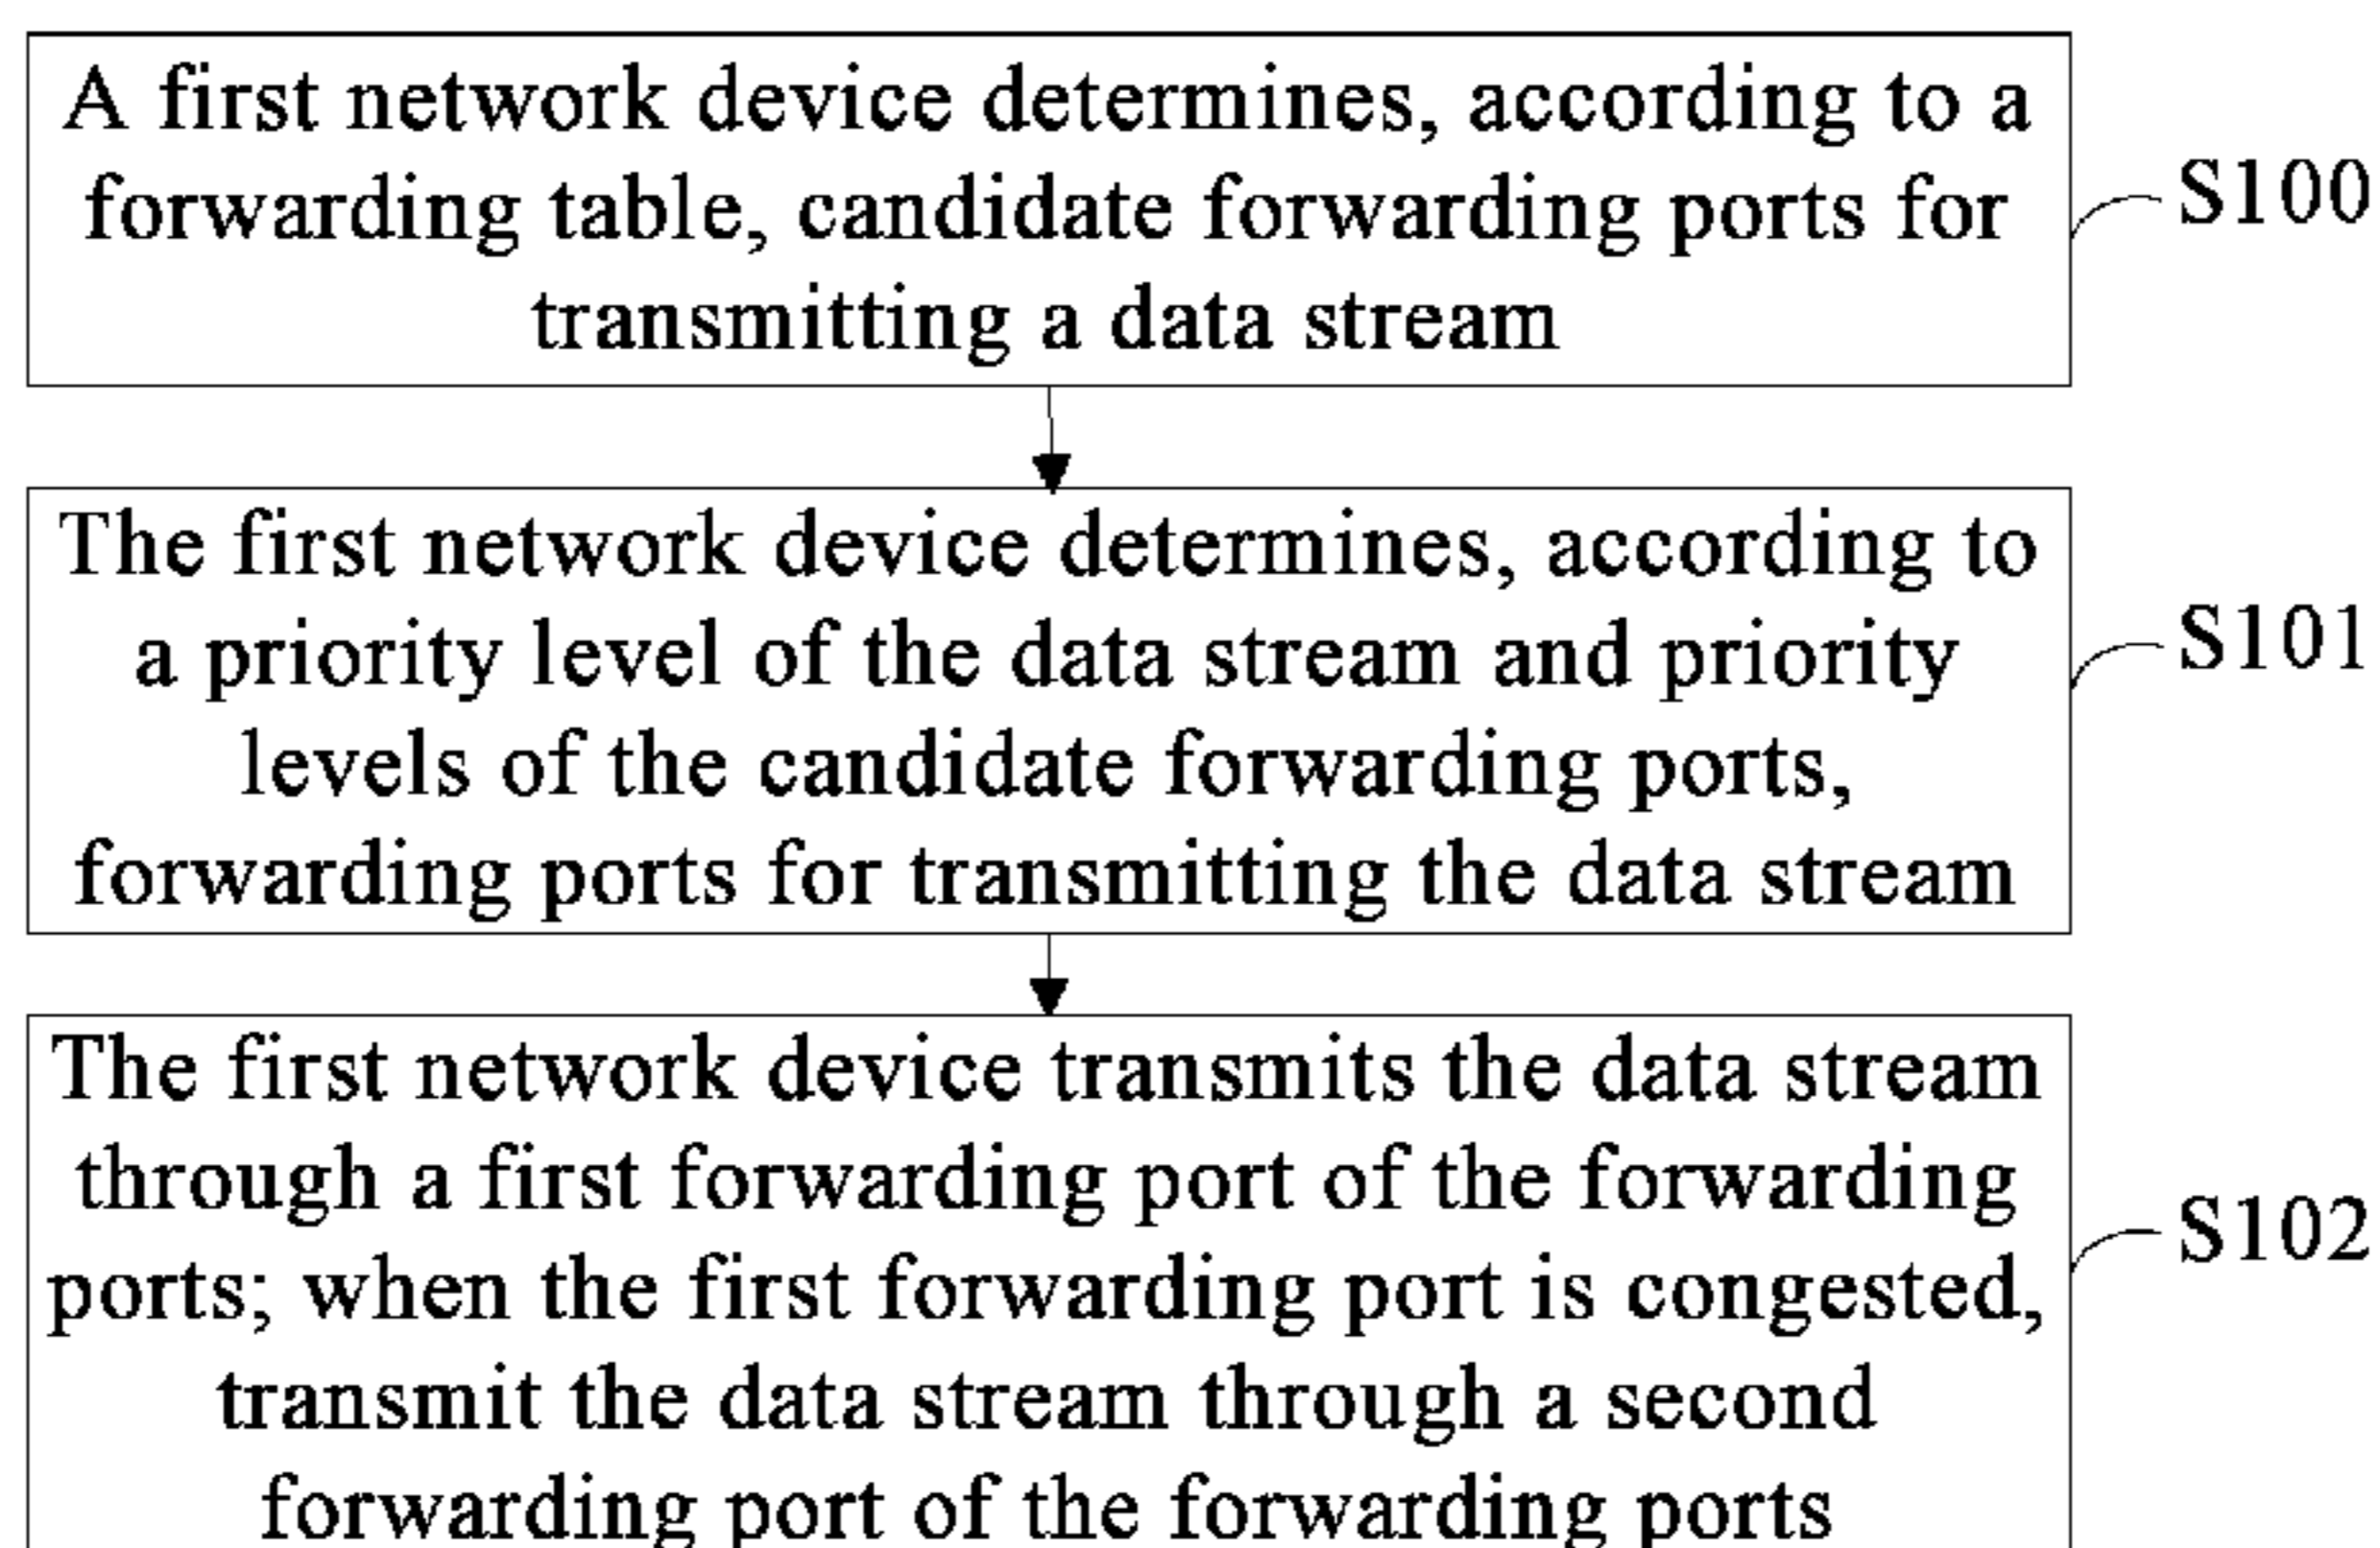 A first network device determines, according to a
forwarding table, candidate forwarding ports for
transmitting a data stream
S100
The first network device determines, according to
a priority level of the data stream and priority
levels of the candidate forwarding ports,
forwarding ports for transmitting the data stream
S101
The first network device transmits the data stream
through a first forwarding port of the forwarding
ports; when the first forwarding port is congested,
transmit the data stream through a second
forwarding port of the forwarding ports
S102